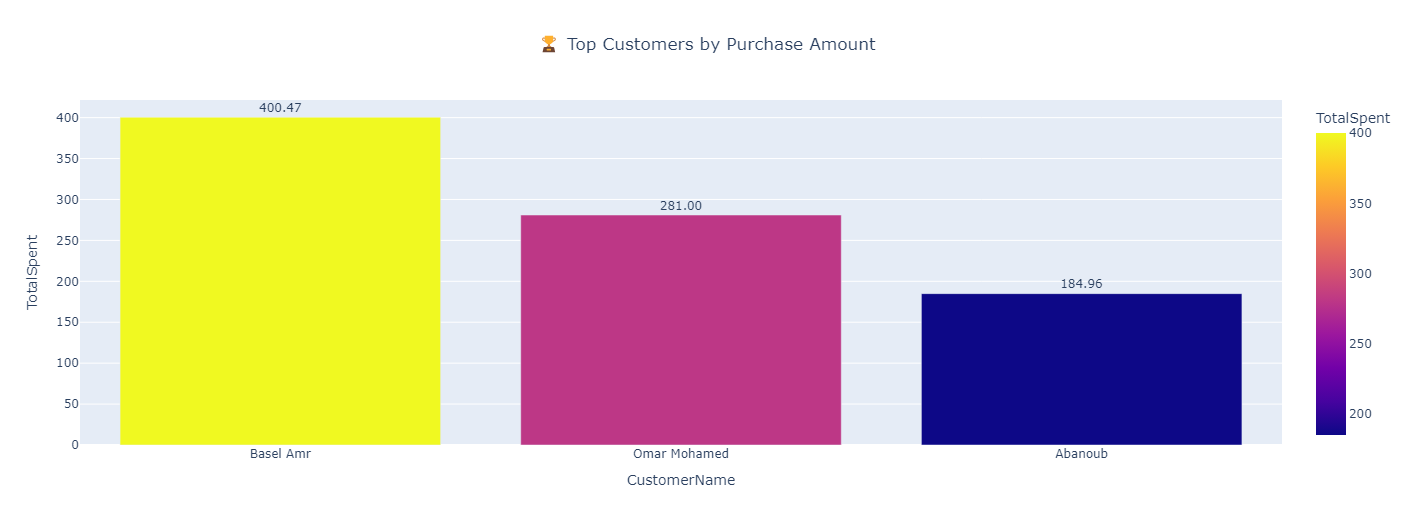 🏆 Top Customers by Purchase Amount
TotalSpent
400
350
300
250
200
150
100
50
0
400.47
281.00
184.96
Basel Amr
Omar Mohamed
Abanoub
CustomerName
TotalSpent
400
350
300
250
200